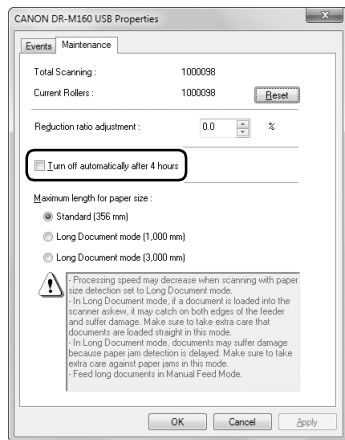 CANON DR-M160 USB Properties
Events Maintenance
Total Scanning : 1000098
Current Rollers : 1000098 Reset
Reduction ratio adjustment : 0.0 %
Turn off automatically after 4 hours
Maximum length for paper size :
Standard (356 mm)
Long Document mode (1,000 mm)
Long Document mode (3,000 mm)
- Processing speed may decrease when scanning with paper
size detection set to Long Document mode.
- In Long Document mode, if a document is loaded into the
scanner askew, it may catch on both edges of the feeder
and suffer damage. Make sure to take extra care that
documents are loaded straight in this mode.
- In Long Document mode, documents may suffer damage
because paper jam detection is delayed. Make sure to take
extra care against paper jams in this mode.
- Feed long documents in Manual Feed Mode.
OK Cancel Apply